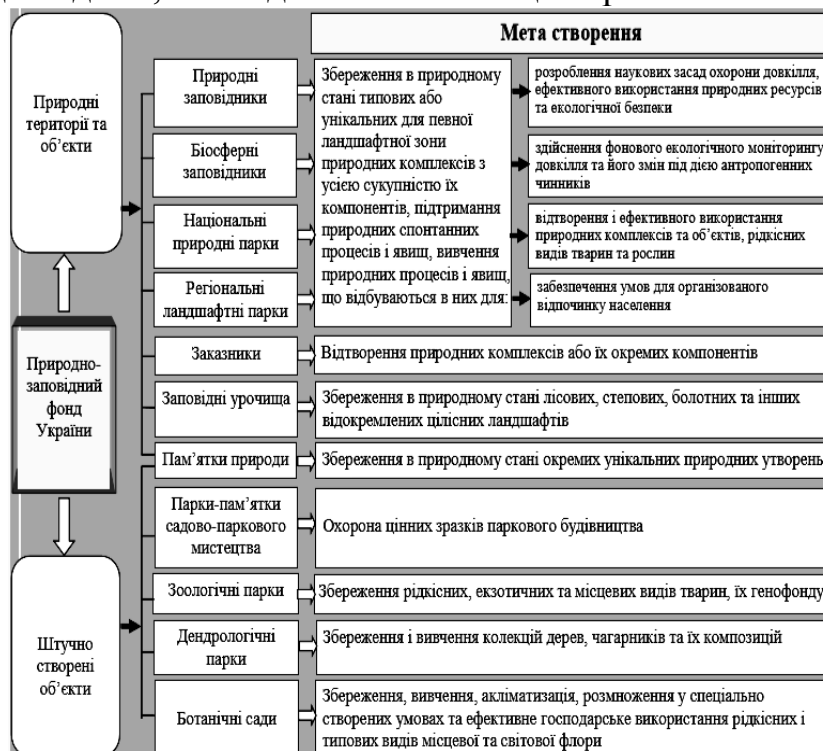 Мета створення
Природні
території та
об’єкти
Природно-
заповідний
фонд
України
Штучно
створені
об’єкти
Природні
заповідники
Біосферні
заповідники
Національні
природні парки
Регіональні
ландшафтні парки
Збереження в природному
стані типових або
унікальних для певної
ландшафтної зони
природних комплексів з
усією сукупністю їх
компонентів, підтримання
природних спонтанних
процесів і явищ, вивчення
природних процесів і явищ,
що відбуваються в них для:
розроблення наукових засад охорони довкілля,
ефективного використання природних ресурсів
та екологічної безпеки
здійснення фонового екологічного моніторингу
довкілля та його змін під дією антропогенних
чинників
відтворення і ефективного використання
природних комплексів та об’єктів, рідкісних
видів тварин та рослин
забезпечення умов для організованого
відпочинку населення
Заказники
Відтворення природних комплексів або їх окремих компонентів
Заповідні урочища
Збереження в природному стані лісових, степових, болотних та інших
відокремлених цілісних ландшафтів
Пам’ятки природи
Збереження в природному стані окремих унікальних природних утворень
Парки-пам’ятки
садово-паркового
мистецтва
Охорона цінних зразків паркового будівництва
Зоологічні парки
Збереження рідкісних, екзотичних та місцевих видів тварин, їх генофонду
Дендрологічні
парки
Збереження і вивчення колекцій дерев, чагарників та їх композицій
Ботанічні сади
Збереження, вивчення, акліматизація, розмноження у спеціально
створених умовах та ефективне господарське використання рідкісних і
типових видів місцевої та світової флори